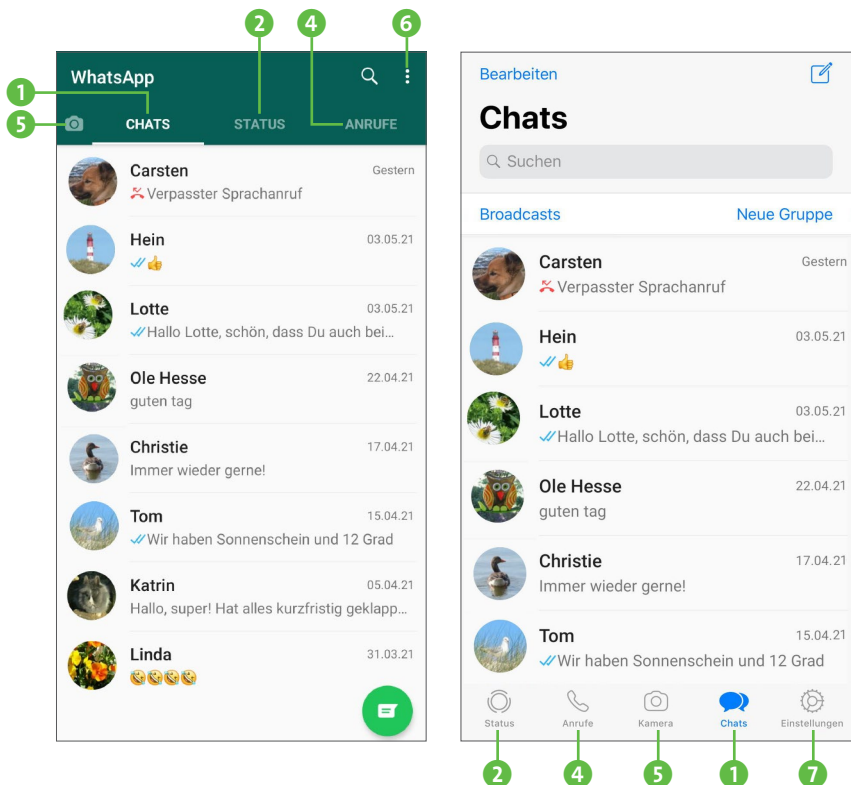 2 4 6
WhatsApp
1
5
CHATS STATUS ANRUFE
Carsten Gestern
Verpasster Sprachanruf
Hein 03.05.21
Lotte 03.05.21
Hallo Lotte, schön, dass Du auch bei...
Ole Hesse 22.04.21
guten tag
Christie 17.04.21
Immer wieder gerne!
Tom 15.04.21
Wir haben Sonnenschein und 12 Grad
Katrin 05.04.21
Hallo, super! Hat alles kurzfristig geklapp...
Linda 31.03.21
Bearbeiten
Chats
Suchen
Broadcasts Neue Gruppe
Carsten Gestern
Verpasster Sprachanruf
Hein 03.05.21
Lotte 03.05.21
Hallo Lotte, schön, dass Du auch bei...
Ole Hesse 22.04.21
guten tag
Christie 17.04.21
Immer wieder gerne!
Tom 15.04.21
Wir haben Sonnenschein und 12 Grad
Status Anrufe Kamera Chats Einstellungen
2 4 5 1 7